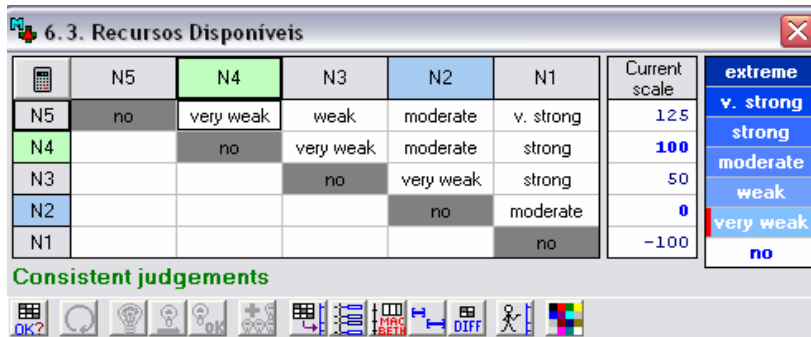 6.3. Recursos Disponíveis
N5 N4 N3 N2 N1 Current scale
N5 no very weak weak moderate v. strong 125
N4 no very weak moderate strong 100
N3 no very weak strong 50
N2 no moderate 0
N1 no -100
extreme
v. strong
strong
moderate
weak
very weak
no
Consistent judgements
OK? OK MAC BETH DIFF